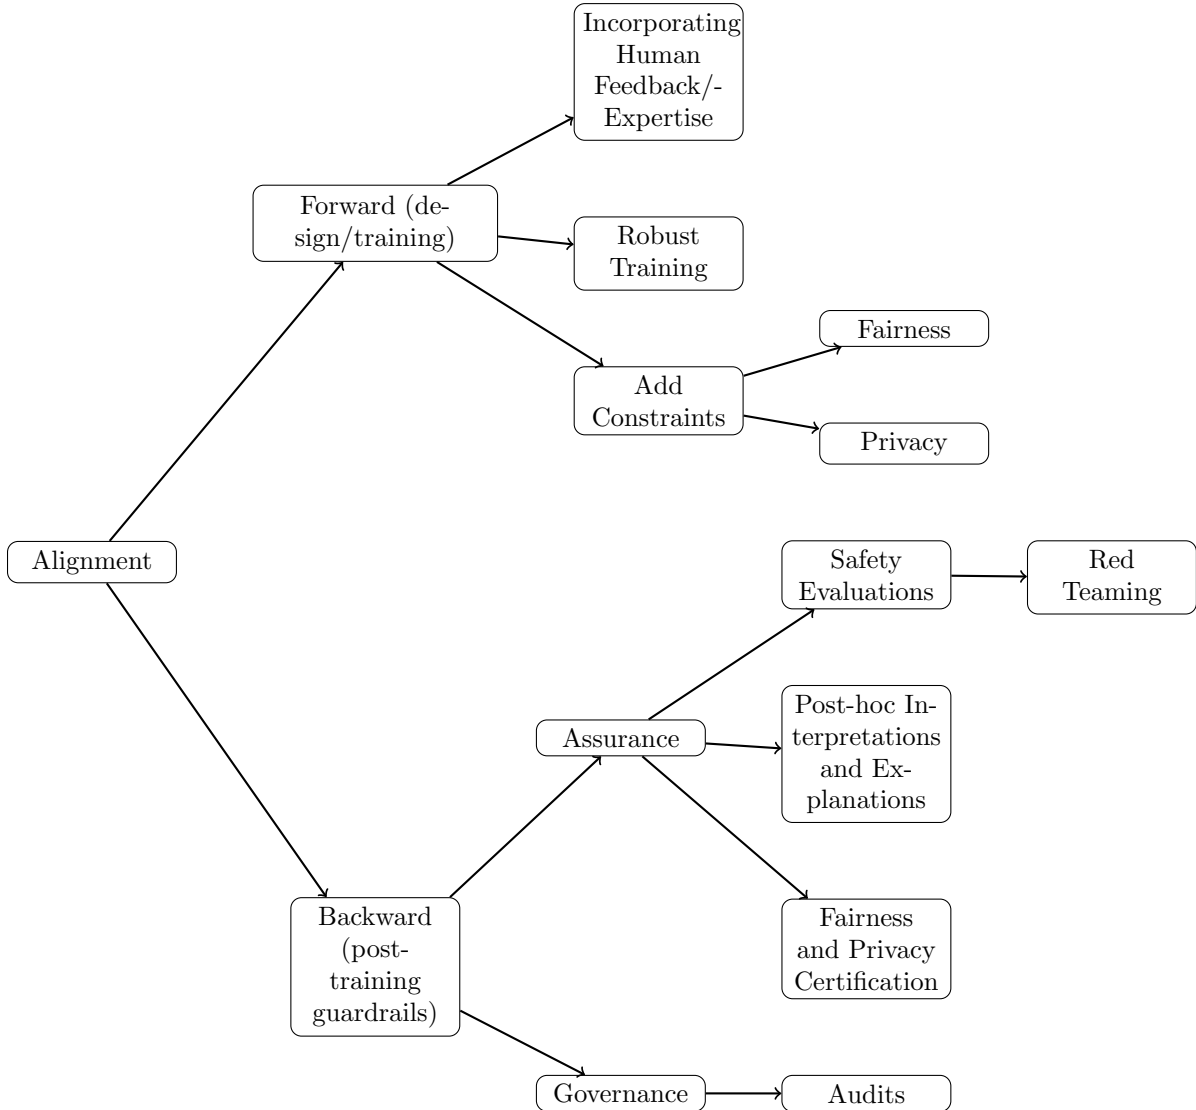 Incorporating
Human
Feedback/-
Expertise
Forward (de-
sign/training)
Robust
Training
Fairness
Add
Constraints
Privacy
Alignment
Safety
Evaluations
Red
Teaming
Post-hoc In-
terpretations
and Ex-
planations
Assurance
Backward
(post-
training
guardrails)
Fairness
and Privacy
Certification
Governance
Audits